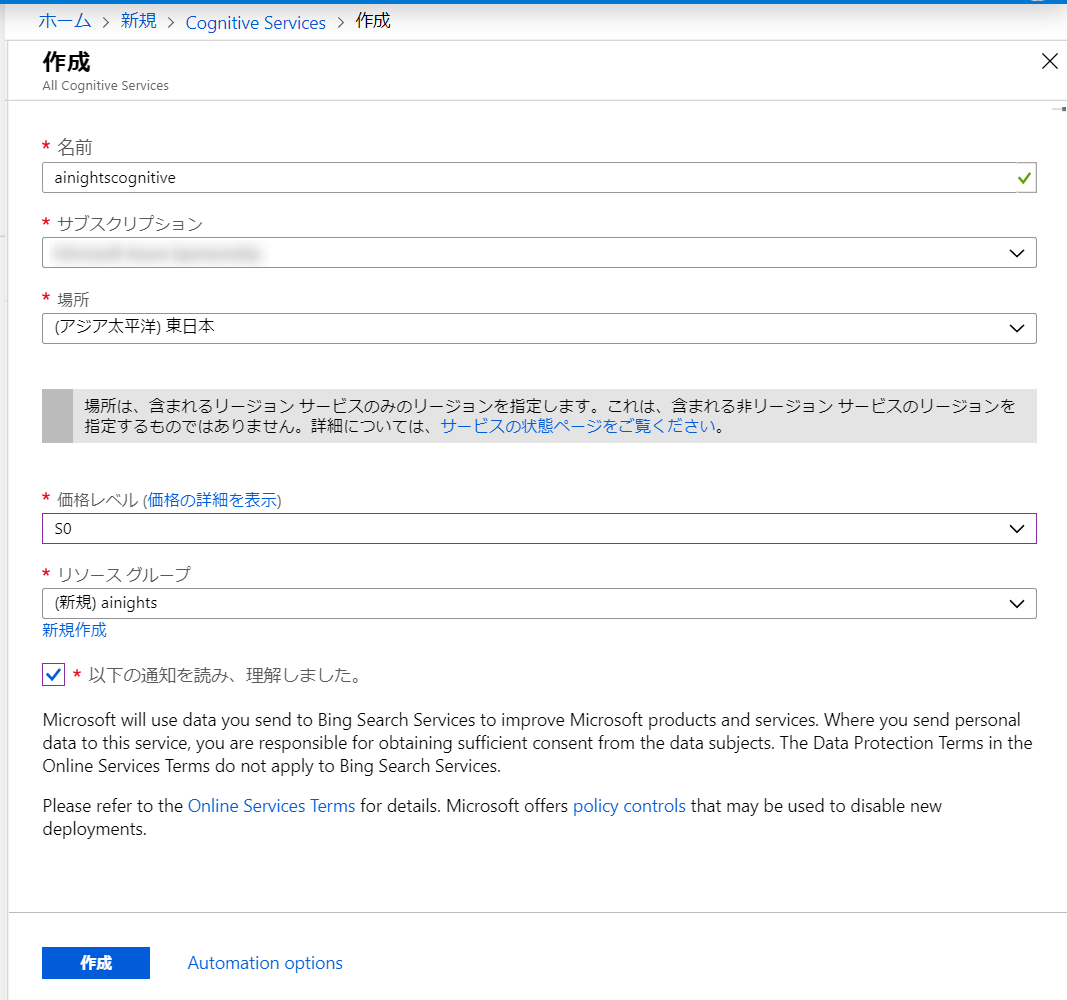 ホーム > 新規 > Cognitive Services > 作成
作成
All Cognitive Services
* 名前
ainightscognitive
* サブスクリプション
* 場所
(アジア太平洋) 東日本
場所は、含まれるリージョン サービスのみのリージョンを指定します。これは、含まれる非リージョン サービスのリージョンを
指定するものではありません。詳細については、サービスの状態ページをご覧ください。
* 価格レベル (価格の詳細を表示)
S0
* リソース グループ
(新規) ainights
新規作成
* 以下の通知を読み、理解しました。
Microsoft will use data you send to Bing Search Services to improve Microsoft products and services. Where you send personal
data to this service, you are responsible for obtaining sufficient consent from the data subjects. The Data Protection Terms in the
Online Services Terms do not apply to Bing Search Services.
Please refer to the Online Services Terms for details. Microsoft offers policy controls that may be used to disable new
deployments.
作成 Automation options